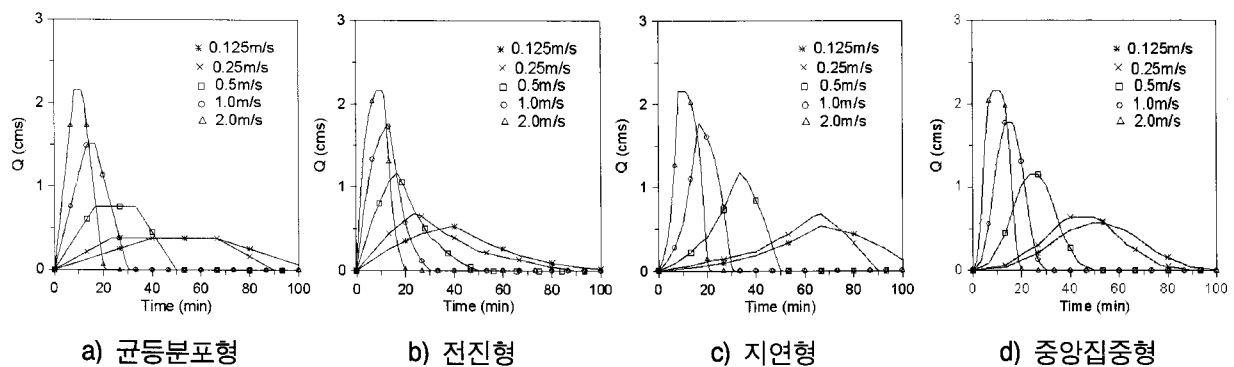 3
2
1
0
Q (cms)
0.125m/s
0.25m/s
0.5m/s
1.0m/s
2.0m/s
0 20 40 60 80 100
Time (min)
a) 균등분포형
3
2
1
0
Q (cms)
0.125m/s
0.25m/s
0.5m/s
1.0m/s
2.0m/s
0 20 40 60 80 100
Time (min)
b) 전진형
3
2
1
0
Q (cms)
0.125m/s
0.25m/s
0.5m/s
1.0m/s
2.0m/s
0 20 40 60 80 100
Time (min)
c) 지연형
3
2
1
0
Q (cms)
0.125m/s
0.25m/s
0.5m/s
1.0m/s
2.0m/s
0 20 40 60 80 100
Time (min)
d) 중앙집중형